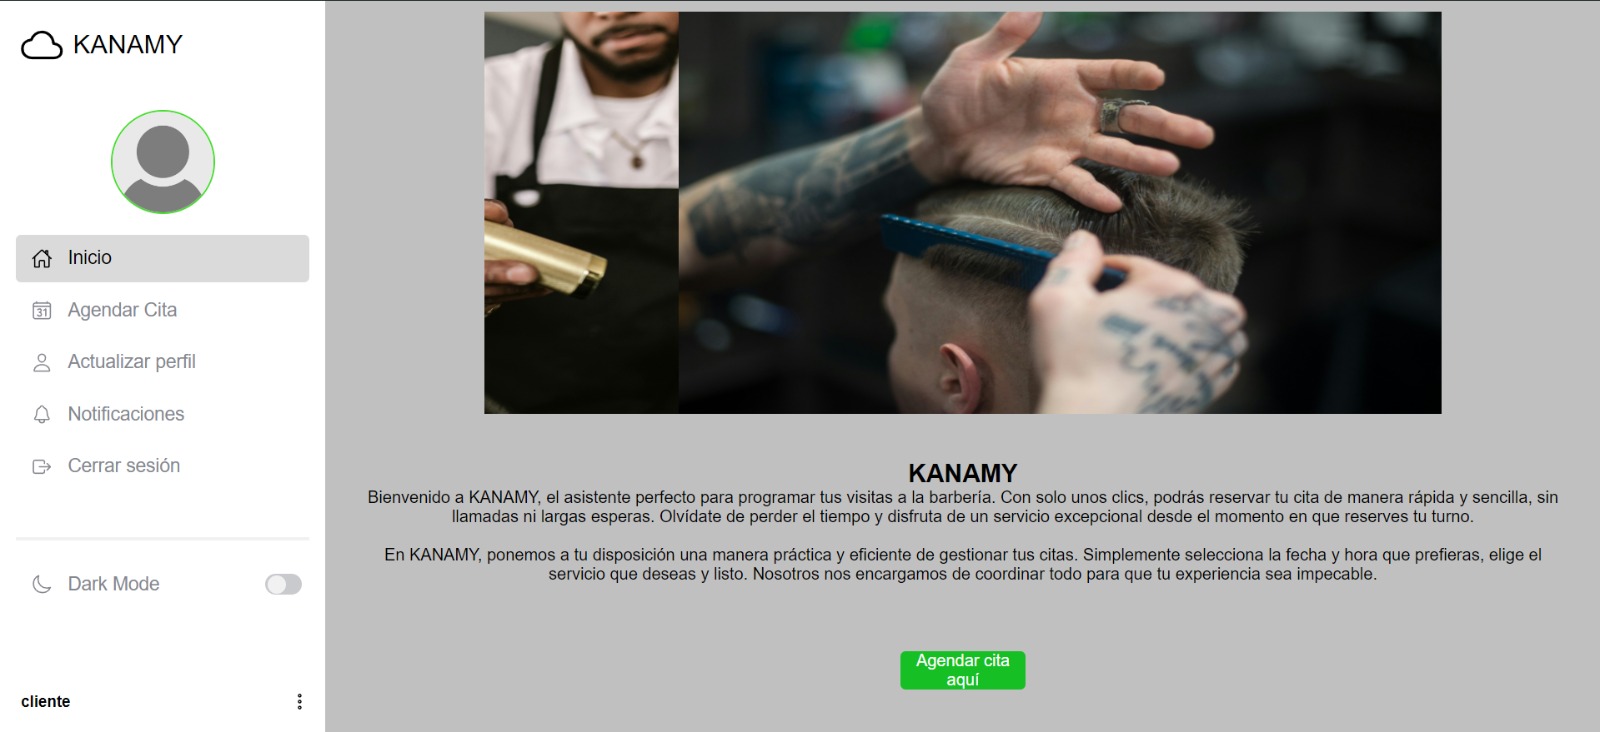 KANAMY
Inicio
31
Agendar Cita
Actualizar perfil
Notificaciones
Cerrar sesión
Dark Mode
cliente
KANAMY
Bienvenido a KANAMY, el asistente perfecto para programar tus visitas a la barbería. Con solo unos clics, podrás reservar tu cita de manera rápida y sencilla, sin
llamadas ni largas esperas. Olvídate de perder el tiempo y disfruta de un servicio excepcional desde el momento en que reserves tu turno.
En KANAMY, ponemos a tu disposición una manera práctica y eficiente de gestionar tus citas. Simplemente selecciona la fecha y hora que prefieras, elige el
servicio que deseas y listo. Nosotros nos encargamos de coordinar todo para que tu experiencia sea impecable.
Agendar cita
aquí